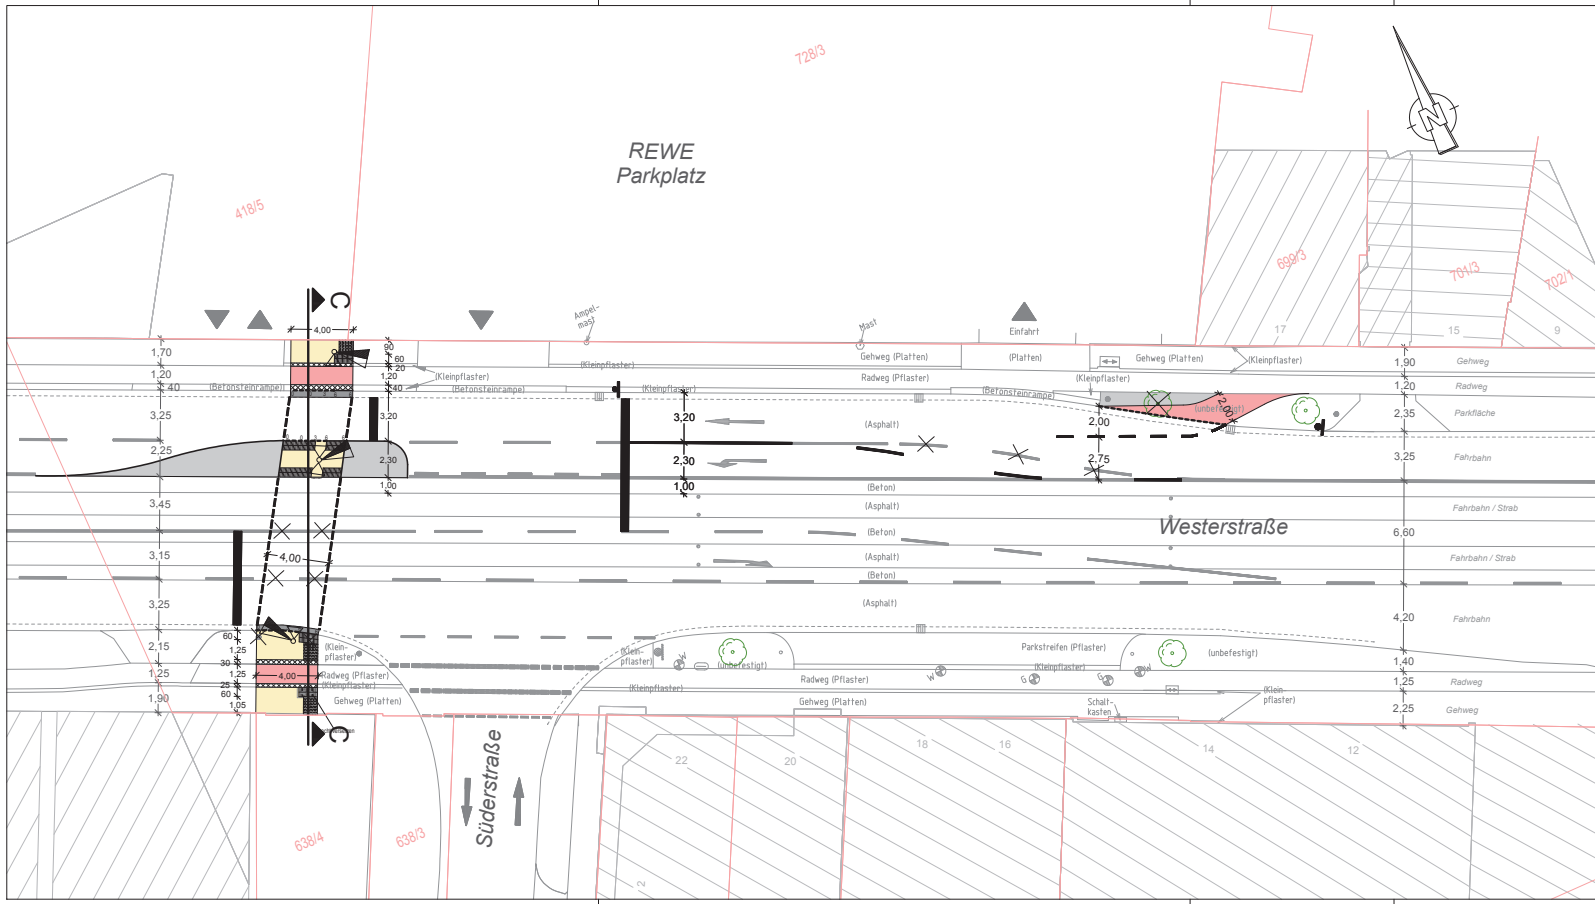 728/3
N
REWE
Parkplatz
418/5
699/3
701/3
702/1
17
15
9
C
4,00
Ampel-
mast
Mast
Einfahrt
1,70
1,20
40
3,25
2,25
3,45
3,15
3,25
2,15
1,25
1,90
90
60
20
1,20
40
3,20
2,30
1,00
(Kleinpflaster)
(Kleinpflaster)
(Betonsteinrampe)
(Betonsteinrampe)
(Kleinpflaster)
Gehweg (Platten)
(Platten)
Gehweg (Platten)
(Kleinpflaster)
Radweg (Pflaster)
(Kleinpflaster)
(Betonsteinrampe)
(unbefestigt)
2,00
2,00
2,75
3,20
2,30
1,00
(Asphalt)
(Beton)
(Asphalt)
(Beton)
(Asphalt)
(Beton)
(Asphalt)
Westerstraße
1,90
Gehweg
1,20
Radweg
2,35
Parkfläche
3,25
Fahrbahn
Fahrbahn / Strab
6,60
Fahrbahn / Strab
4,20
Fahrbahn
1,40
1,25
Radweg
2,25
Gehweg
4,00
60
1,25
30
1,25
25
60
1,05
4,00
(Klein-
pflaster)
Radweg (Pflaster)
(Kleinpflaster)
Gehweg (Platten)
(Klein-
pflaster)
W
(unbefestigt)
(Kleinpflaster)
Parkstreifen (Pflaster)
(unbefestigt)
(Kleinpflaster)
Radweg (Pflaster)
W
G
G
W
Gehweg (Platten)
Schalt-
kasten
(Klein-
pflaster)
C
Süderstraße
638/4
638/3
22
20
18
16
14
12
2